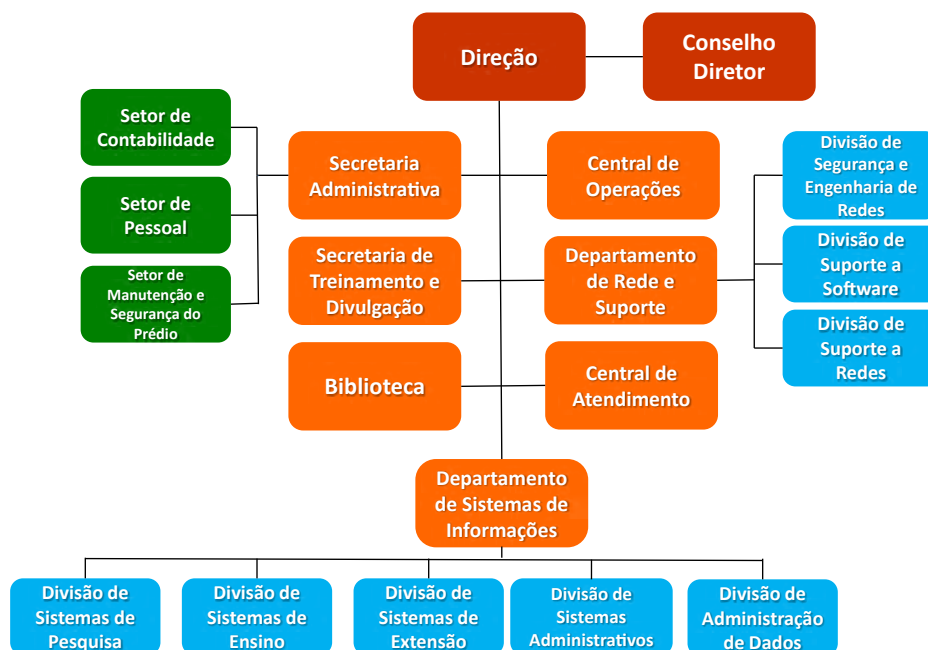 Direção
Conselho
Diretor
Setor de
Contabilidade
Setor de
Pessoal
Setor de
Manutenção e
Segurança do
Prédio
Secretaria
Administrativa
Central de
Operações
Divisão de
Segurança e
Engenharia de
Redes
Secretaria de
Treinamento e
Divulgação
Departamento
de Rede e
Suporte
Divisão de
Suporte a
Software
Divisão de
Suporte a
Redes
Biblioteca
Central de
Atendimento
Departamento
de Sistemas de
Informações
Divisão de
Sistemas de
Pesquisa
Divisão de
Sistemas de
Ensino
Divisão de
Sistemas de
Extensão
Divisão de
Sistemas
Administrativos
Divisão de
Administração
de Dados